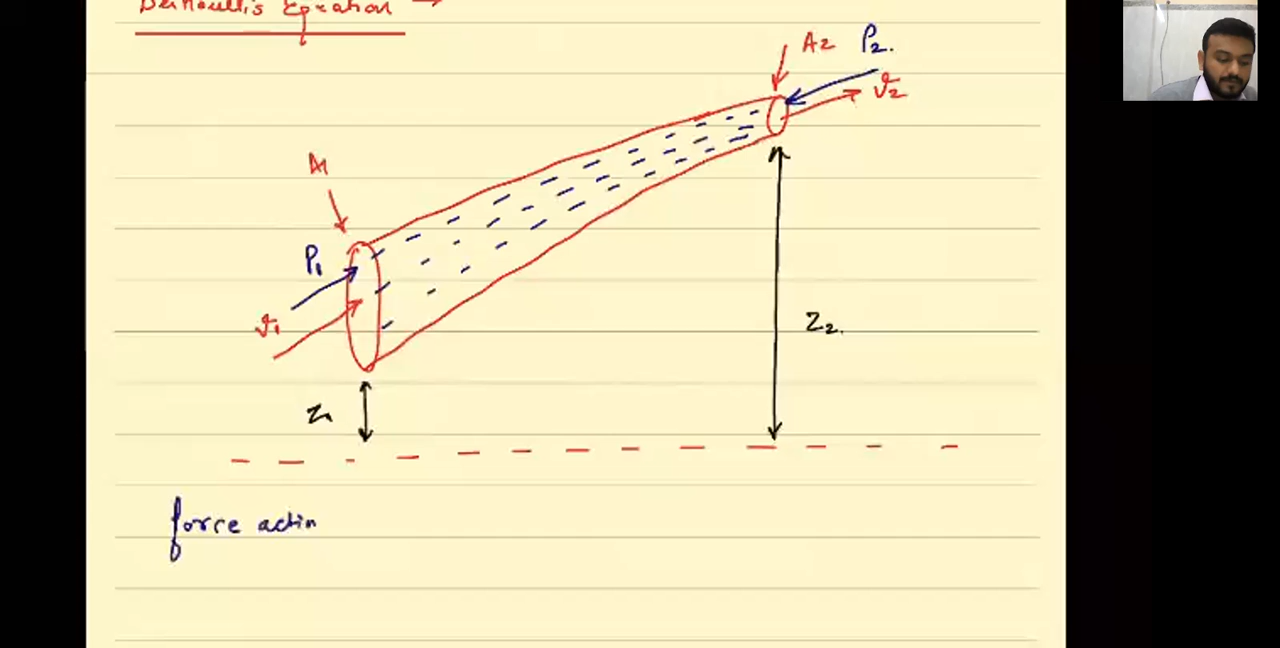 Bernoulli's Equation →
A2 P2.
v2
A1
P1
v1
Z2.
Z1
force actin